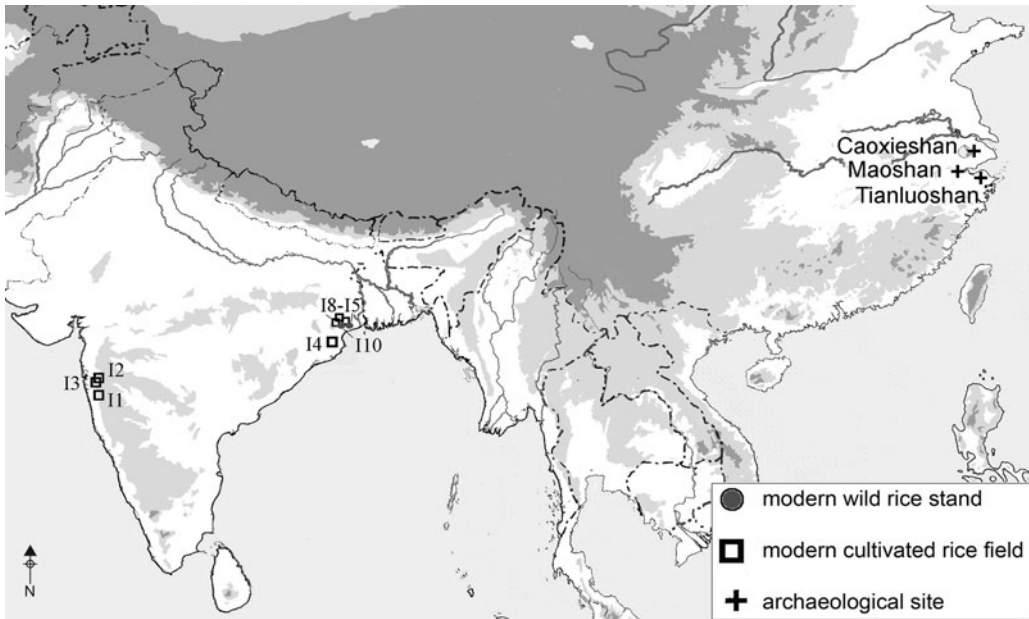 Caoxieshan
Maoshan
Tianluoshan
I8-I5
I4
I10
I2
I3
I1
modern wild rice stand
modern cultivated rice field
archaeological site
N